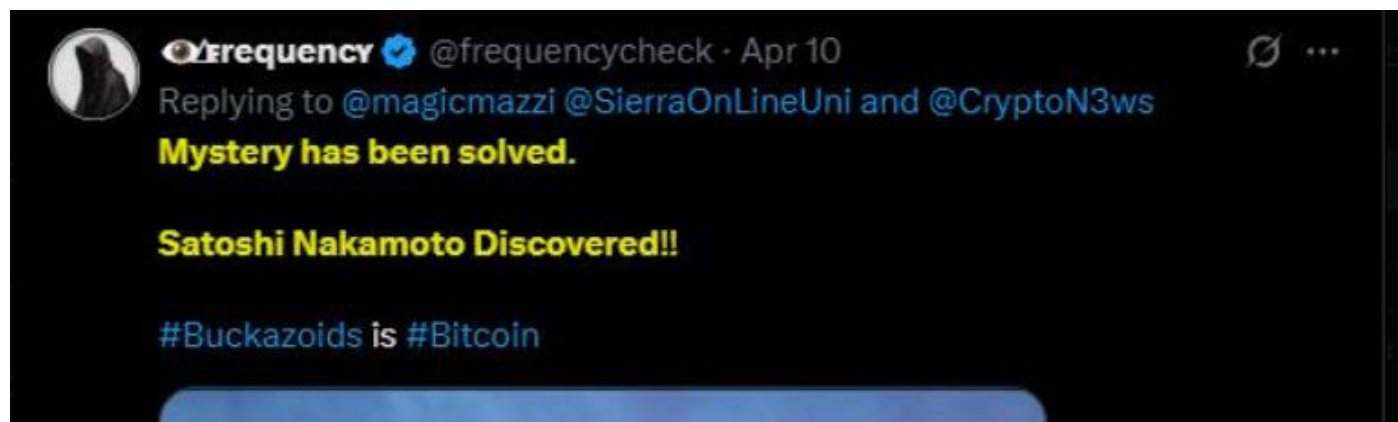 👁️⃤Frequency @frequencycheck · Apr 10
Replying to @magicmazzi @SierraOnLineUni and @CryptoN3ws
Mystery has been solved.
Satoshi Nakamoto Discovered!!
#Buckazoids is #Bitcoin